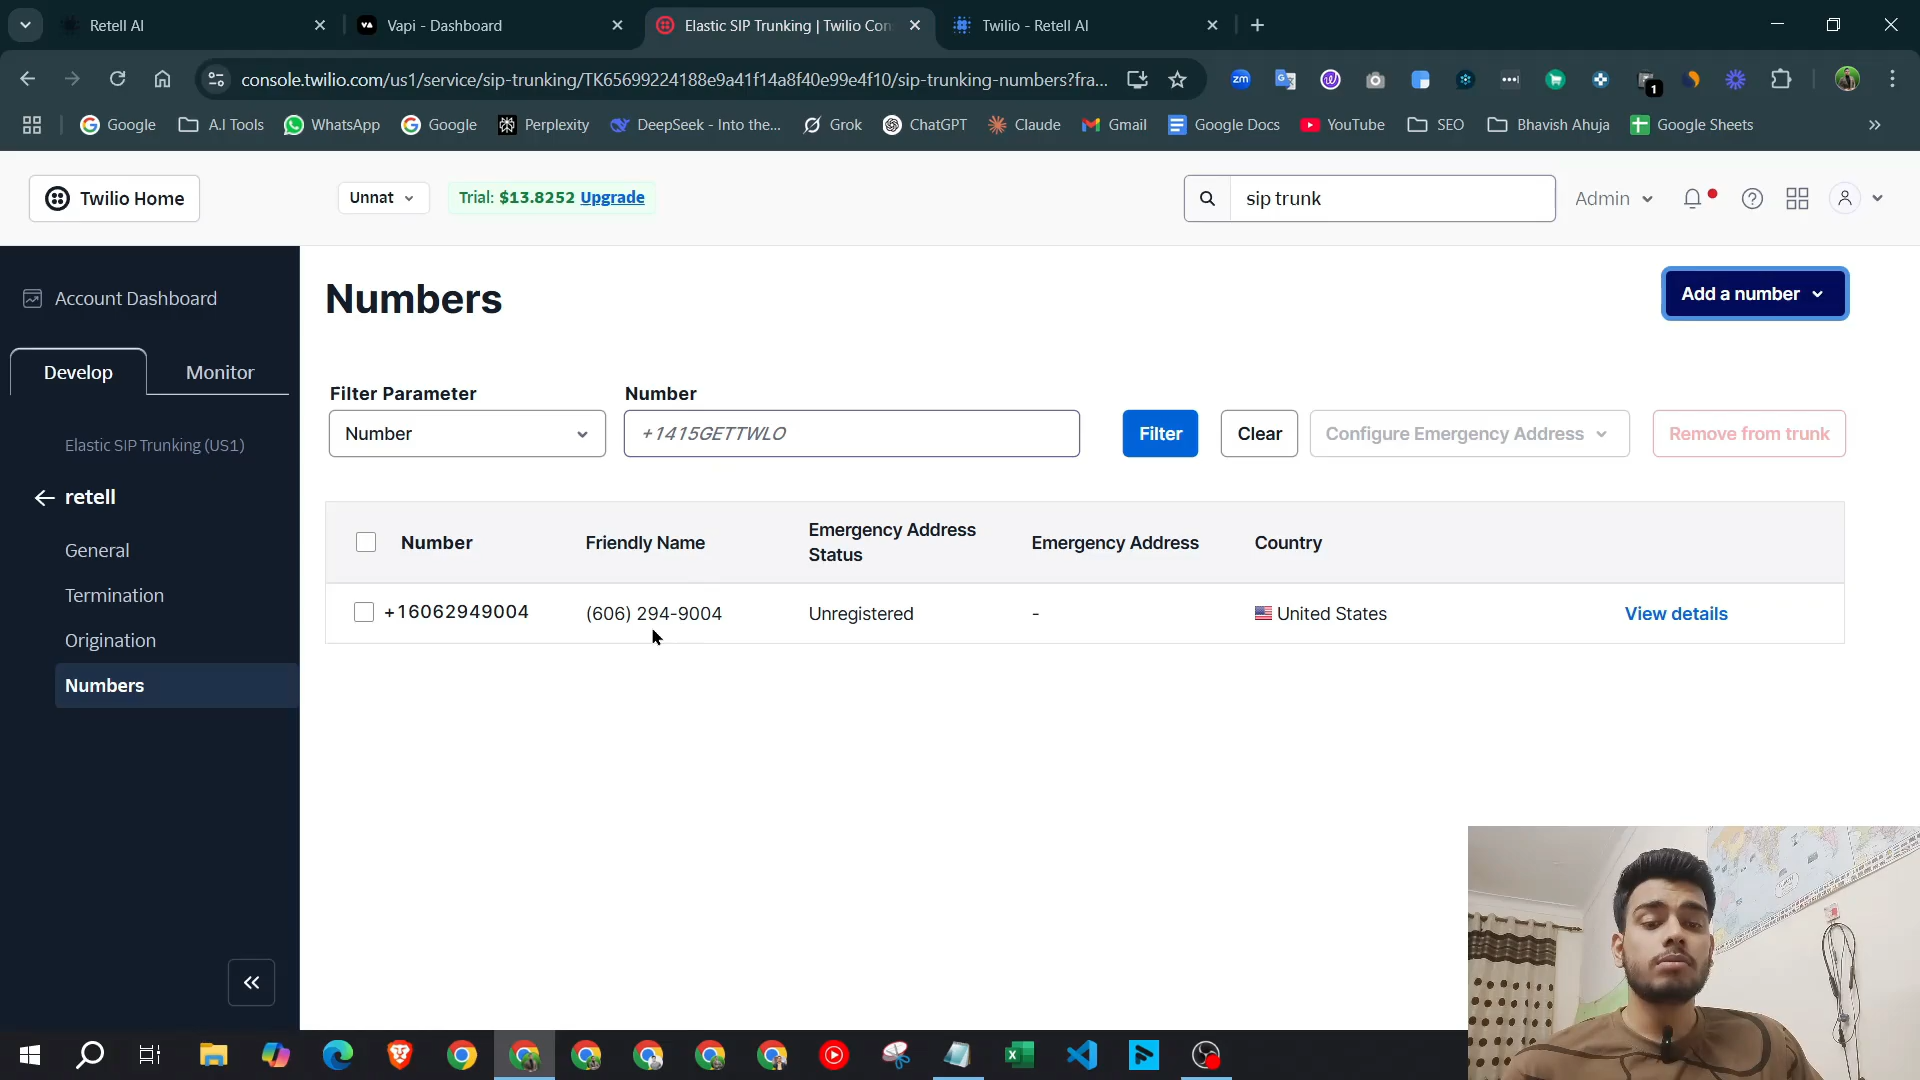 Retell AI
Vapi - Dashboard
Elastic SIP Trunking | Twilio Con
Twilio - Retell AI
console.twilio.com/us1/service/sip-trunking/TK65699224188e9a41f14a8f40e99e4f10/sip-trunking-numbers?fra...
zm
1
Google
A.I Tools
WhatsApp
Google
Perplexity
DeepSeek - Into the...
Grok
ChatGPT
Claude
Gmail
Google Docs
YouTube
SEO
Bhavish Ahuja
Google Sheets
Twilio Home
Unnat
Trial: $13.8252 Upgrade
sip trunk
Admin
Account Dashboard
Develop
Monitor
Elastic SIP Trunking (US1)
retell
General
Termination
Origination
Numbers
Numbers
Add a number
Filter Parameter
Number
Number
+1415GETTWLO
Filter
Clear
Configure Emergency Address
Remove from trunk
Number
Friendly Name
Emergency Address Status
Emergency Address
Country
+16062949004
(606) 294-9004
Unregistered
-
United States
View details